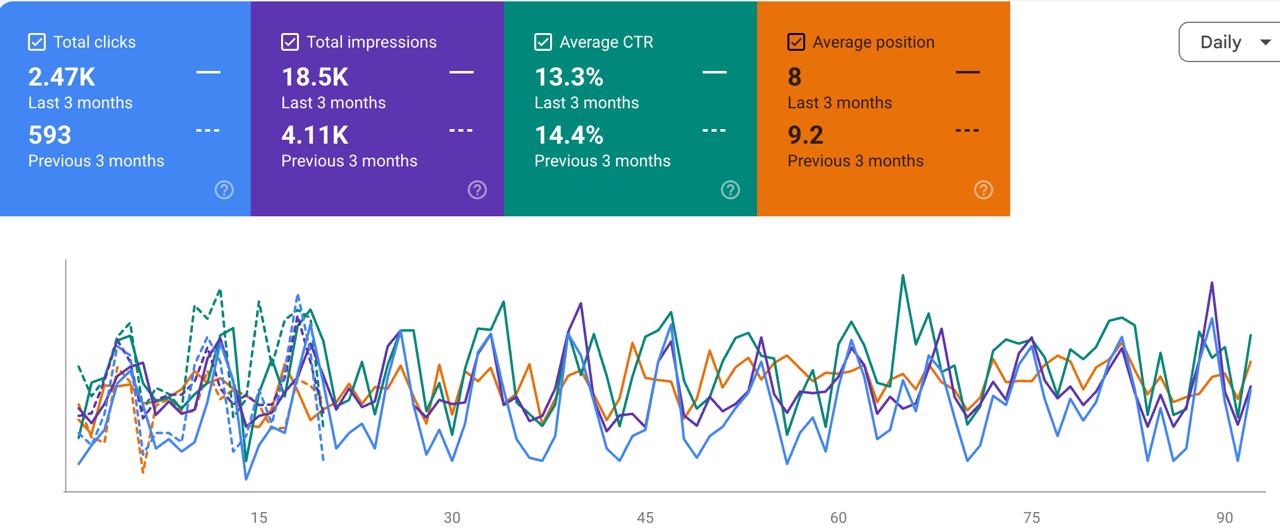 Total clicks
2.47K
Last 3 months
593
Previous 3 months
Total impressions
18.5K
Last 3 months
4.11K
Previous 3 months
Average CTR
13.3%
Last 3 months
14.4%
Previous 3 months
Average position
8
Last 3 months
9.2
Previous 3 months
Daily
15 30 45 60 75 90